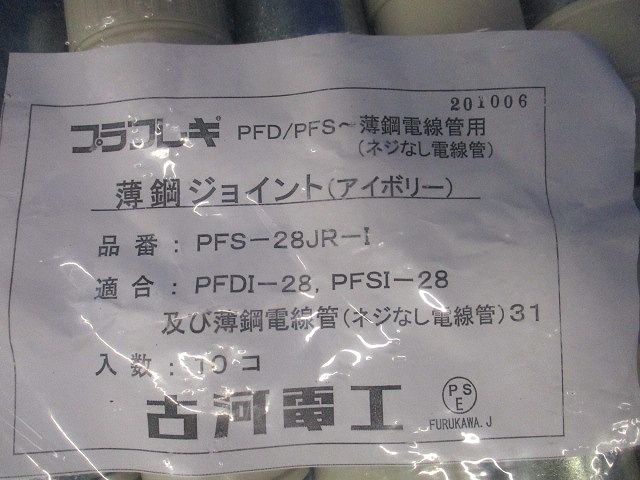 201006
プラフレキ PFD/PFS～薄鋼電線管用
(ネジなし電線管)
薄鋼ジョイント(アイボリー)
品番：PFS－28JR－I
適合：PFDI－28, PFSI－28
及び薄鋼電線管(ネジなし電線管)31
入数：10コ
古河電工
PS
E
FURUKAWA.J